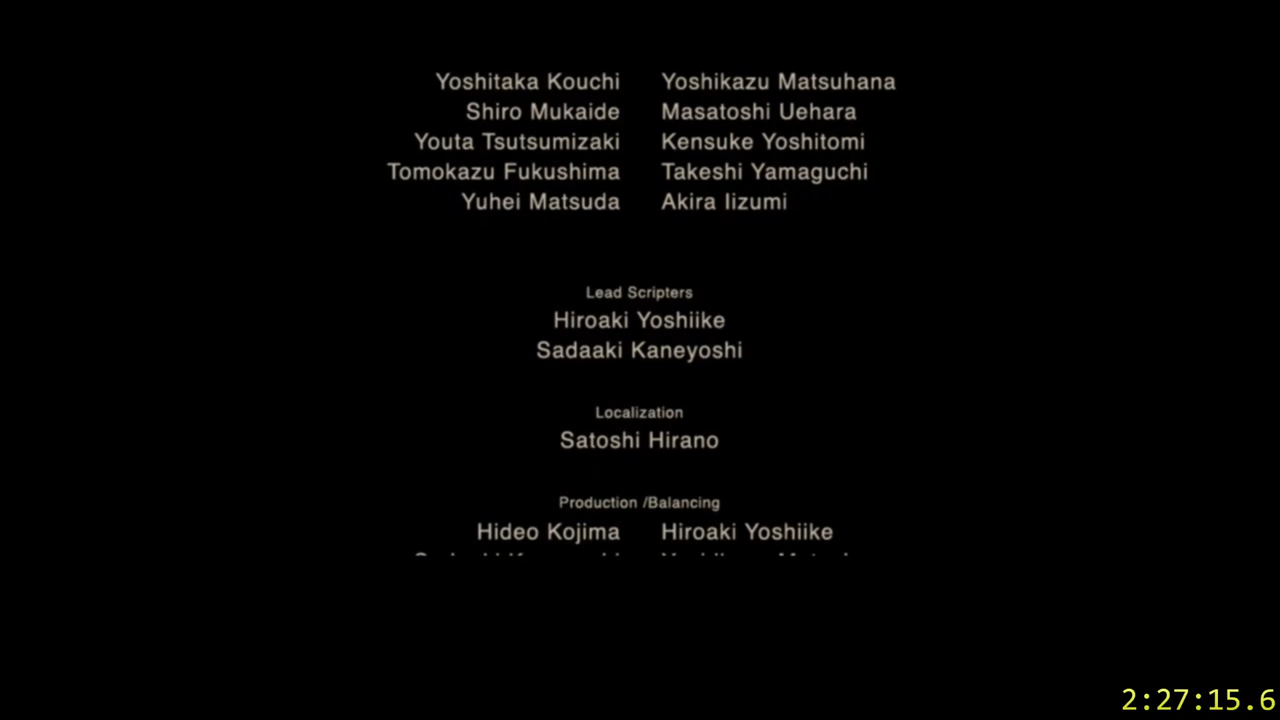 Yoshitaka Kouchi Yoshikazu Matsuhana
Shiro Mukaide Masatoshi Uehara
Youta Tsutsumizaki Kensuke Yoshitomi
Tomokazu Fukushima Takeshi Yamaguchi
Yuhei Matsuda Akira Iizumi
Lead Scripters
Hiroaki Yoshiike
Sadaaki Kaneyoshi
Localization
Satoshi Hirano
Production /Balancing
Hideo Kojima Hiroaki Yoshiike
2:27:15.6